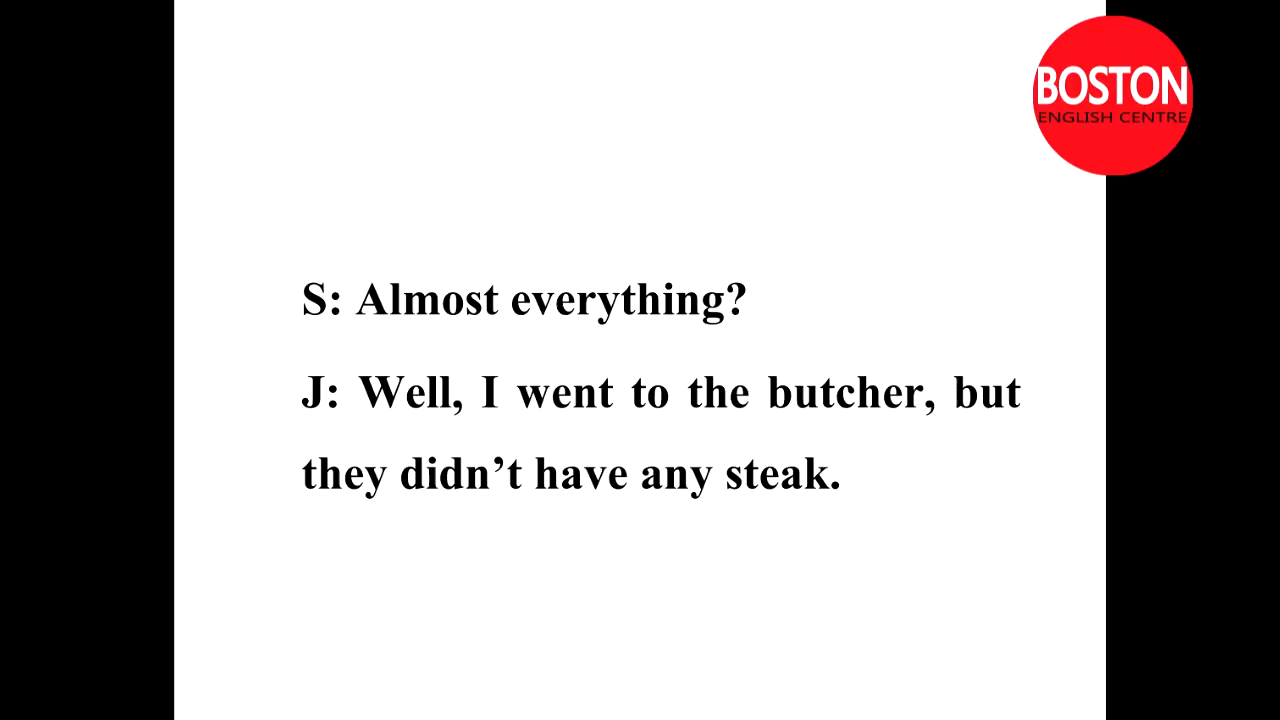 BOSTON
ENGLISH CENTRE
S: Almost everything?
J: Well, I went to the butcher, but
they didn’t have any steak.